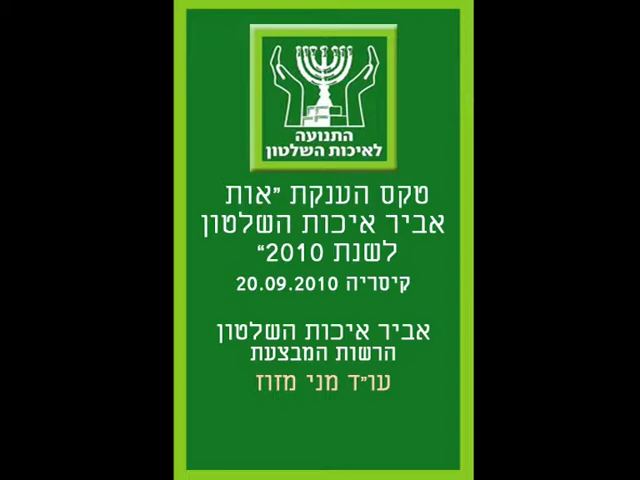 התנועה
לאיכות השלטון
טקס הענקת "אות
אביר איכות השלטון
לשנת 2010"
קיסריה 20.09.2010
אביר איכות השלטון
הרשות המבצעת
עו"ד מני מזוז